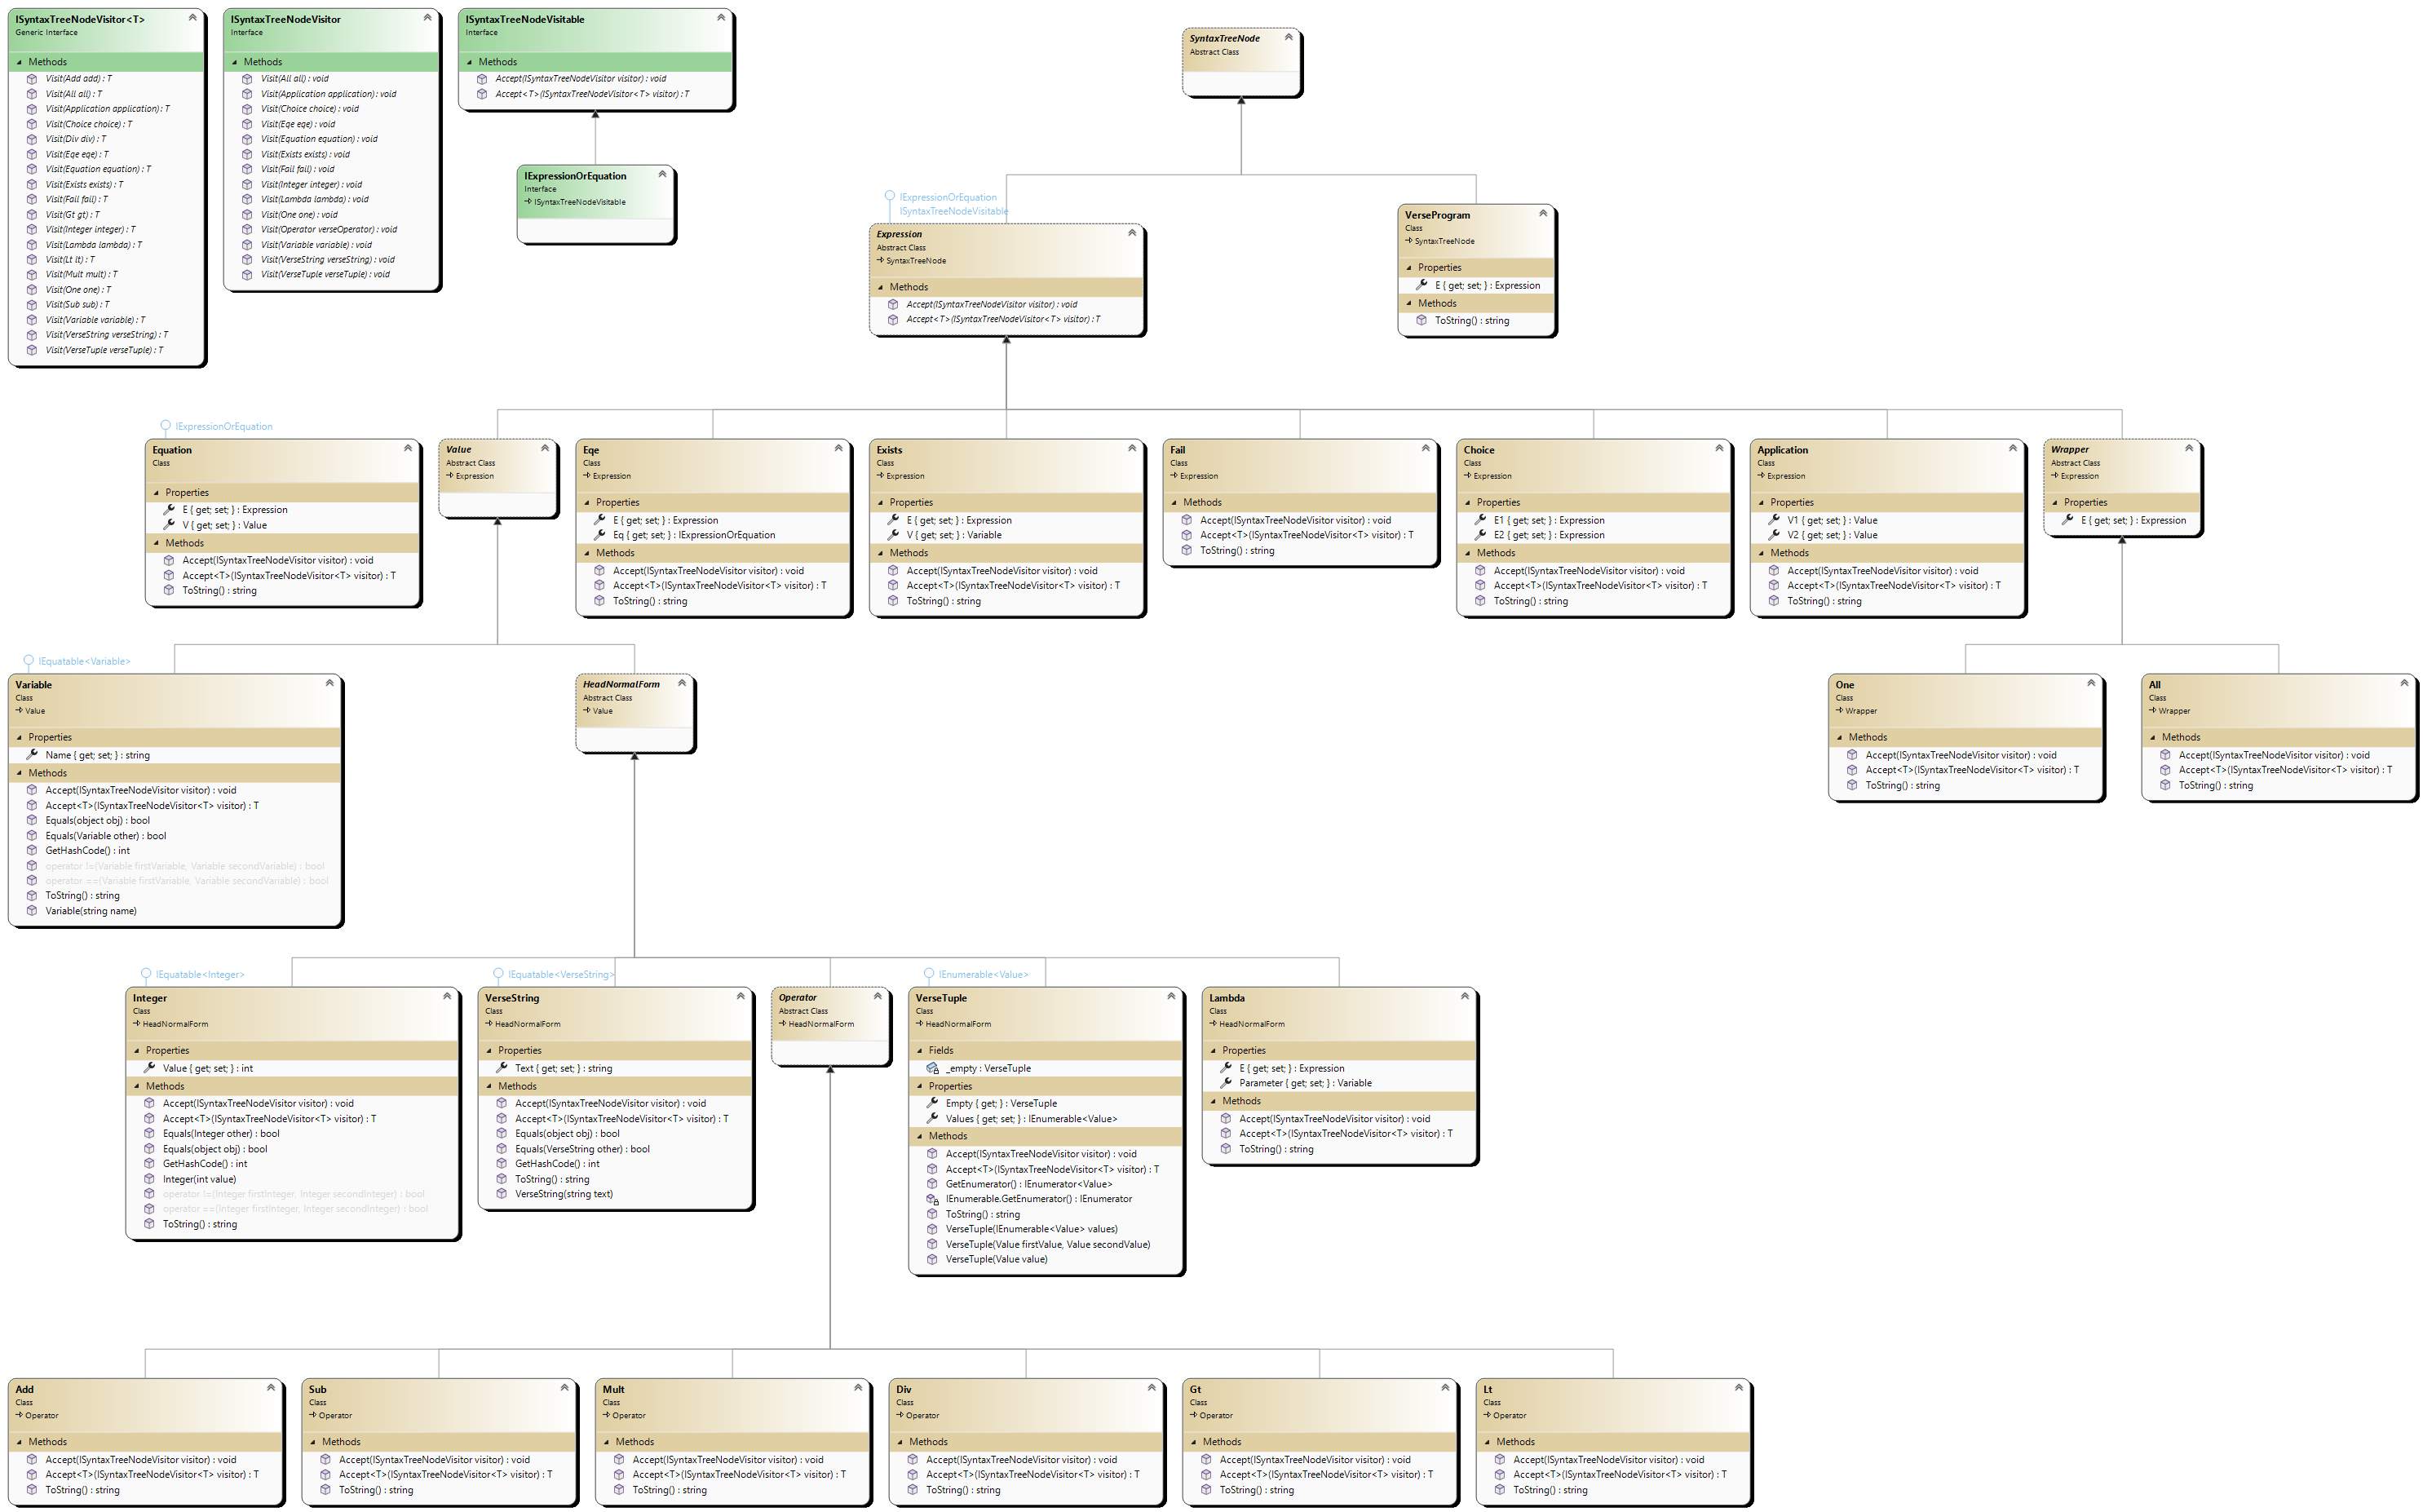 ISyntaxTreeNodeVisitor<T>
Generic Interface
Methods
Visit(Add add) : T
Visit(All all) : T
Visit(Application application) : T
Visit(Choice choice) : T
Visit(Div div) : T
Visit(Eqe eqe) : T
Visit(Equation equation) : T
Visit(Exists exists) : T
Visit(Fail fail) : T
Visit(Gt gt) : T
Visit(Integer integer) : T
Visit(Lambda lambda) : T
Visit(Lt lt) : T
Visit(Mult mult) : T
Visit(One one) : T
Visit(Sub sub) : T
Visit(Variable variable) : T
Visit(VerseString verseString) : T
Visit(VerseTuple verseTuple) : T
ISyntaxTreeNodeVisitor
Interface
Methods
Visit(All all) : void
Visit(Application application) : void
Visit(Choice choice) : void
Visit(Eqe eqe) : void
Visit(Equation equation) : void
Visit(Exists exists) : void
Visit(Fail fail) : void
Visit(Integer integer) : void
Visit(Lambda lambda) : void
Visit(One one) : void
Visit(Operator verseOperator) : void
Visit(Variable variable) : void
Visit(VerseString verseString) : void
Visit(VerseTuple verseTuple) : void
ISyntaxTreeNodeVisitable
Interface
Methods
Accept(ISyntaxTreeNodeVisitor visitor) : void
Accept<T>(ISyntaxTreeNodeVisitor<T> visitor) : T
IExpressionOrEquation
Interface
ISyntaxTreeNodeVisitable
SyntaxTreeNode
Abstract Class
IExpressionOrEquation
ISyntaxTreeNodeVisitable
Expression
Abstract Class
SyntaxTreeNode
Methods
Accept(ISyntaxTreeNodeVisitor visitor) : void
Accept<T>(ISyntaxTreeNodeVisitor<T> visitor) : T
VerseProgram
Class
SyntaxTreeNode
Properties
E { get; set; } : Expression
Methods
ToString() : string
IExpressionOrEquation
Equation
Class
Properties
E { get; set; } : Expression
V { get; set; } : Value
Methods
Accept(ISyntaxTreeNodeVisitor visitor) : void
Accept<T>(ISyntaxTreeNodeVisitor<T> visitor) : T
ToString() : string
Value
Abstract Class
Expression
Eqe
Class
Expression
Properties
E { get; set; } : Expression
Eq { get; set; } : IExpressionOrEquation
Methods
Accept(ISyntaxTreeNodeVisitor visitor) : void
Accept<T>(ISyntaxTreeNodeVisitor<T> visitor) : T
ToString() : string
Exists
Class
Expression
Properties
E { get; set; } : Expression
V { get; set; } : Variable
Methods
Accept(ISyntaxTreeNodeVisitor visitor) : void
Accept<T>(ISyntaxTreeNodeVisitor<T> visitor) : T
ToString() : string
Fail
Class
Expression
Methods
Accept(ISyntaxTreeNodeVisitor visitor) : void
Accept<T>(ISyntaxTreeNodeVisitor<T> visitor) : T
ToString() : string
Choice
Class
Expression
Properties
E1 { get; set; } : Expression
E2 { get; set; } : Expression
Methods
Accept(ISyntaxTreeNodeVisitor visitor) : void
Accept<T>(ISyntaxTreeNodeVisitor<T> visitor) : T
ToString() : string
Application
Class
Expression
Properties
V1 { get; set; } : Value
V2 { get; set; } : Value
Methods
Accept(ISyntaxTreeNodeVisitor visitor) : void
Accept<T>(ISyntaxTreeNodeVisitor<T> visitor) : T
ToString() : string
Wrapper
Abstract Class
Expression
Properties
E { get; set; } : Expression
IEquatable<Variable>
Variable
Class
Value
Properties
Name { get; set; } : string
Methods
Accept(ISyntaxTreeNodeVisitor visitor) : void
Accept<T>(ISyntaxTreeNodeVisitor<T> visitor) : T
Equals(object obj) : bool
Equals(Variable other) : bool
GetHashCode() : int
operator !=(Variable firstVariable, Variable secondVariable) : bool
operator ==(Variable firstVariable, Variable secondVariable) : bool
ToString() : string
Variable(string name)
HeadNormalForm
Abstract Class
Value
One
Class
Wrapper
Methods
Accept(ISyntaxTreeNodeVisitor visitor) : void
Accept<T>(ISyntaxTreeNodeVisitor<T> visitor) : T
ToString() : string
All
Class
Wrapper
Methods
Accept(ISyntaxTreeNodeVisitor visitor) : void
Accept<T>(ISyntaxTreeNodeVisitor<T> visitor) : T
ToString() : string
IEquatable<Integer>
Integer
Class
HeadNormalForm
Properties
Value { get; set; } : int
Methods
Accept(ISyntaxTreeNodeVisitor visitor) : void
Accept<T>(ISyntaxTreeNodeVisitor<T> visitor) : T
Equals(Integer other) : bool
Equals(object obj) : bool
GetHashCode() : int
Integer(int value)
operator !=(Integer firstInteger, Integer secondInteger) : bool
operator ==(Integer firstInteger, Integer secondInteger) : bool
ToString() : string
IEquatable<VerseString>
VerseString
Class
HeadNormalForm
Properties
Text { get; set; } : string
Methods
Accept(ISyntaxTreeNodeVisitor visitor) : void
Accept<T>(ISyntaxTreeNodeVisitor<T> visitor) : T
Equals(object obj) : bool
Equals(VerseString other) : bool
GetHashCode() : int
ToString() : string
VerseString(string text)
Operator
Abstract Class
HeadNormalForm
IEnumerable<Value>
VerseTuple
Class
HeadNormalForm
Fields
_empty : VerseTuple
Properties
Empty { get; } : VerseTuple
Values { get; set; } : IEnumerable<Value>
Methods
Accept(ISyntaxTreeNodeVisitor visitor) : void
Accept<T>(ISyntaxTreeNodeVisitor<T> visitor) : T
GetEnumerator() : IEnumerator<Value>
IEnumerable.GetEnumerator() : IEnumerator
ToString() : string
VerseTuple(IEnumerable<Value> values)
VerseTuple(Value firstValue, Value secondValue)
VerseTuple(Value value)
Lambda
Class
HeadNormalForm
Properties
E { get; set; } : Expression
Parameter { get; set; } : Variable
Methods
Accept(ISyntaxTreeNodeVisitor visitor) : void
Accept<T>(ISyntaxTreeNodeVisitor<T> visitor) : T
ToString() : string
Add
Class
Operator
Methods
Accept(ISyntaxTreeNodeVisitor visitor) : void
Accept<T>(ISyntaxTreeNodeVisitor<T> visitor) : T
ToString() : string
Sub
Class
Operator
Methods
Accept(ISyntaxTreeNodeVisitor visitor) : void
Accept<T>(ISyntaxTreeNodeVisitor<T> visitor) : T
ToString() : string
Mult
Class
Operator
Methods
Accept(ISyntaxTreeNodeVisitor visitor) : void
Accept<T>(ISyntaxTreeNodeVisitor<T> visitor) : T
ToString() : string
Div
Class
Operator
Methods
Accept(ISyntaxTreeNodeVisitor visitor) : void
Accept<T>(ISyntaxTreeNodeVisitor<T> visitor) : T
ToString() : string
Gt
Class
Operator
Methods
Accept(ISyntaxTreeNodeVisitor visitor) : void
Accept<T>(ISyntaxTreeNodeVisitor<T> visitor) : T
ToString() : string
Lt
Class
Operator
Methods
Accept(ISyntaxTreeNodeVisitor visitor) : void
Accept<T>(ISyntaxTreeNodeVisitor<T> visitor) : T
ToString() : string